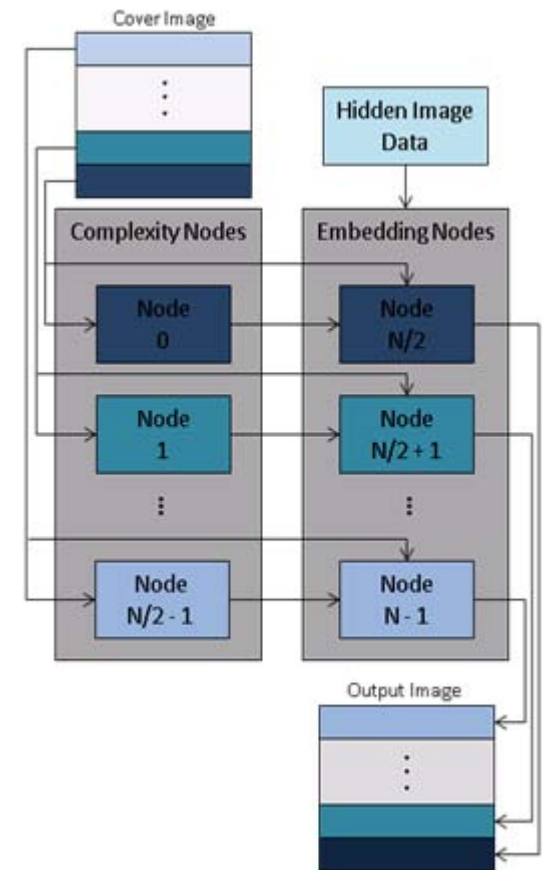 Cover Image
Hidden Image
Data
Complexity Nodes
Embedding Nodes
Node
0
Node
N/2
Node
1
Node
N/2 + 1
Node
N/2 - 1
Node
N - 1
Output Image